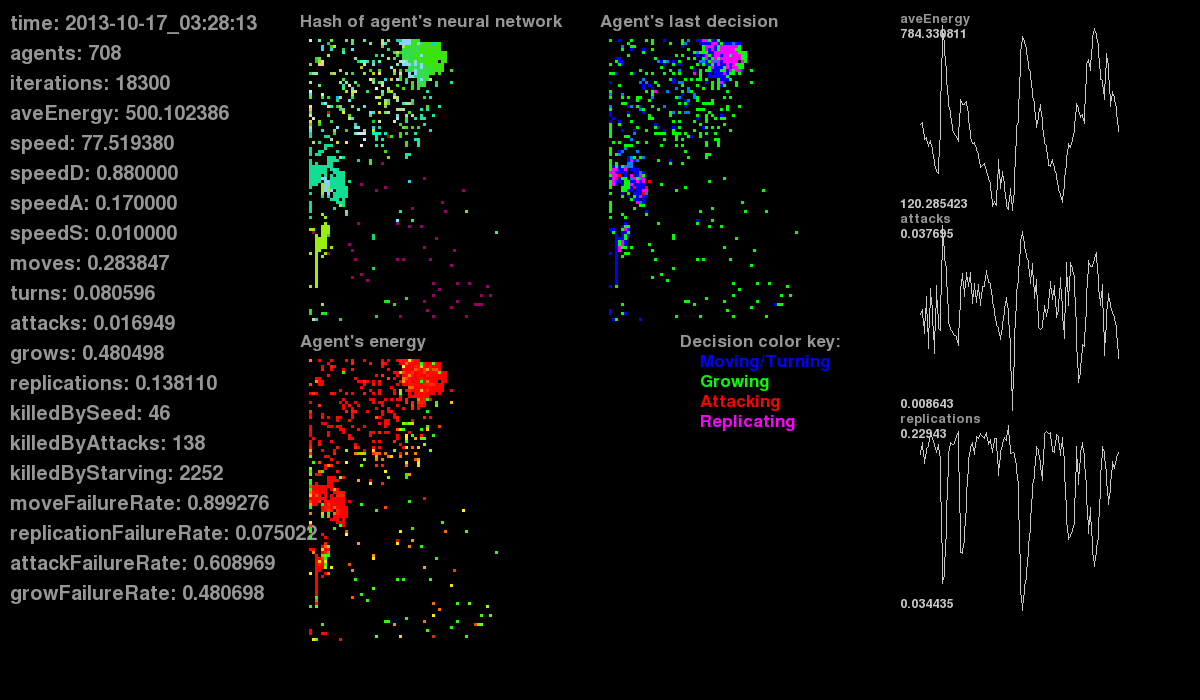 time: 2013-10-17_03:28:13
agents: 708
iterations: 18300
aveEnergy: 500.102386
speed: 77.519380
speedD: 0.880000
speedA: 0.170000
speedS: 0.010000
moves: 0.283847
turns: 0.080596
attacks: 0.016949
grows: 0.480498
replications: 0.138110
killedBySeed: 46
killedByAttacks: 138
killedByStarving: 2252
moveFailureRate: 0.899276
replicationFailureRate: 0.075022
attackFailureRate: 0.608969
growFailureRate: 0.480698
Hash of agent's neural network
Agent's last decision
Agent's energy
Decision color key:
Moving/Turning
Growing
Attacking
Replicating
aveEnergy
784.330811
120.285423
attacks
0.037695
0.008643
replications
0.22943
0.034435